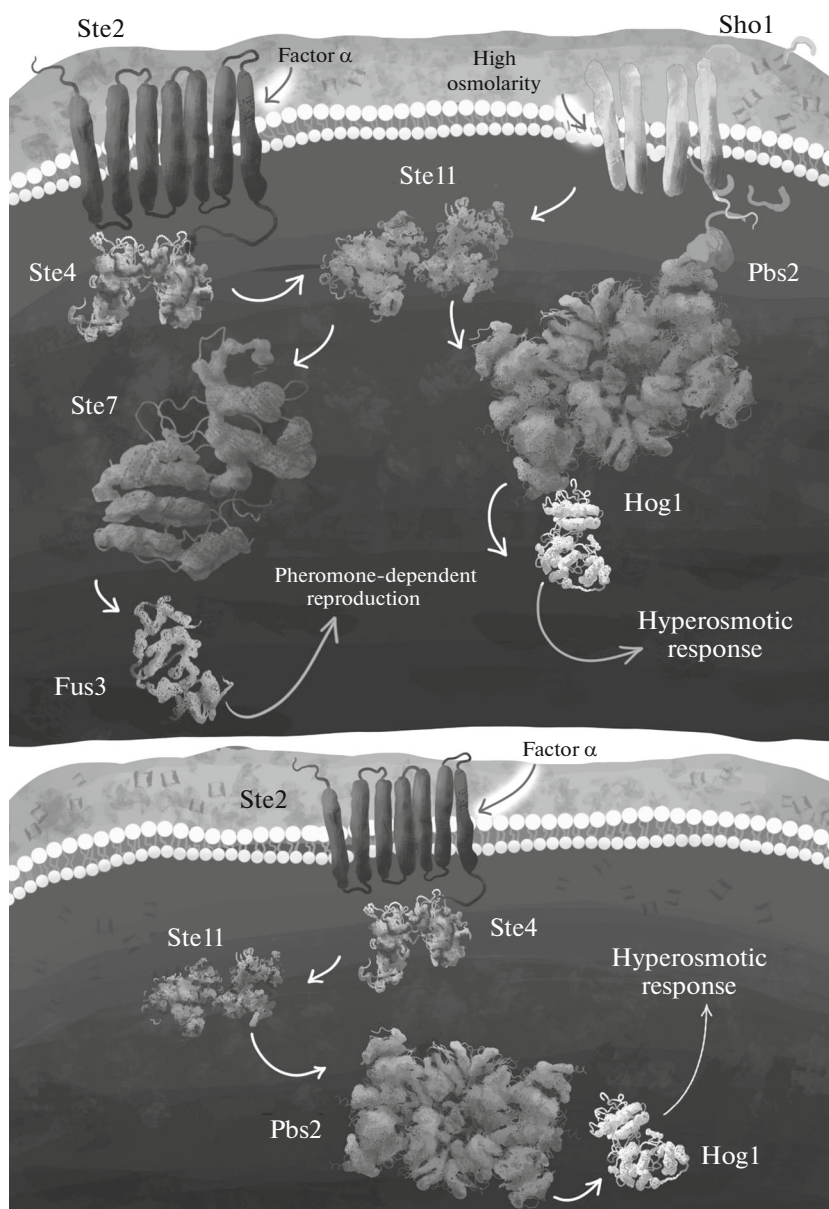 Ste2
Sho1
Factor α
High
osmolarity
Ste11
Ste4
Pbs2
Ste7
Hog1
Pheromone-dependent
reproduction
Hyperosmotic
response
Fus3
Factor α
Ste2
Ste4
Ste11
Hyperosmotic
response
Pbs2
Hog1